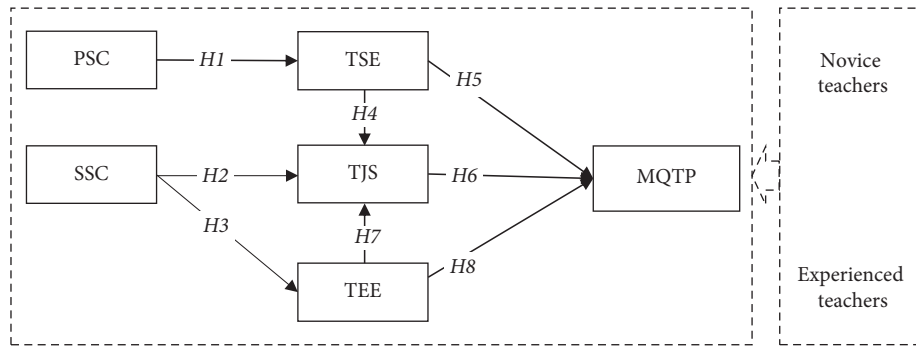 PSC
H1
TSE
H5
Novice
teachers
H4
SSC
H2
TJS
H6
MQTP
H3
H7
TEE
H8
Experienced
teachers